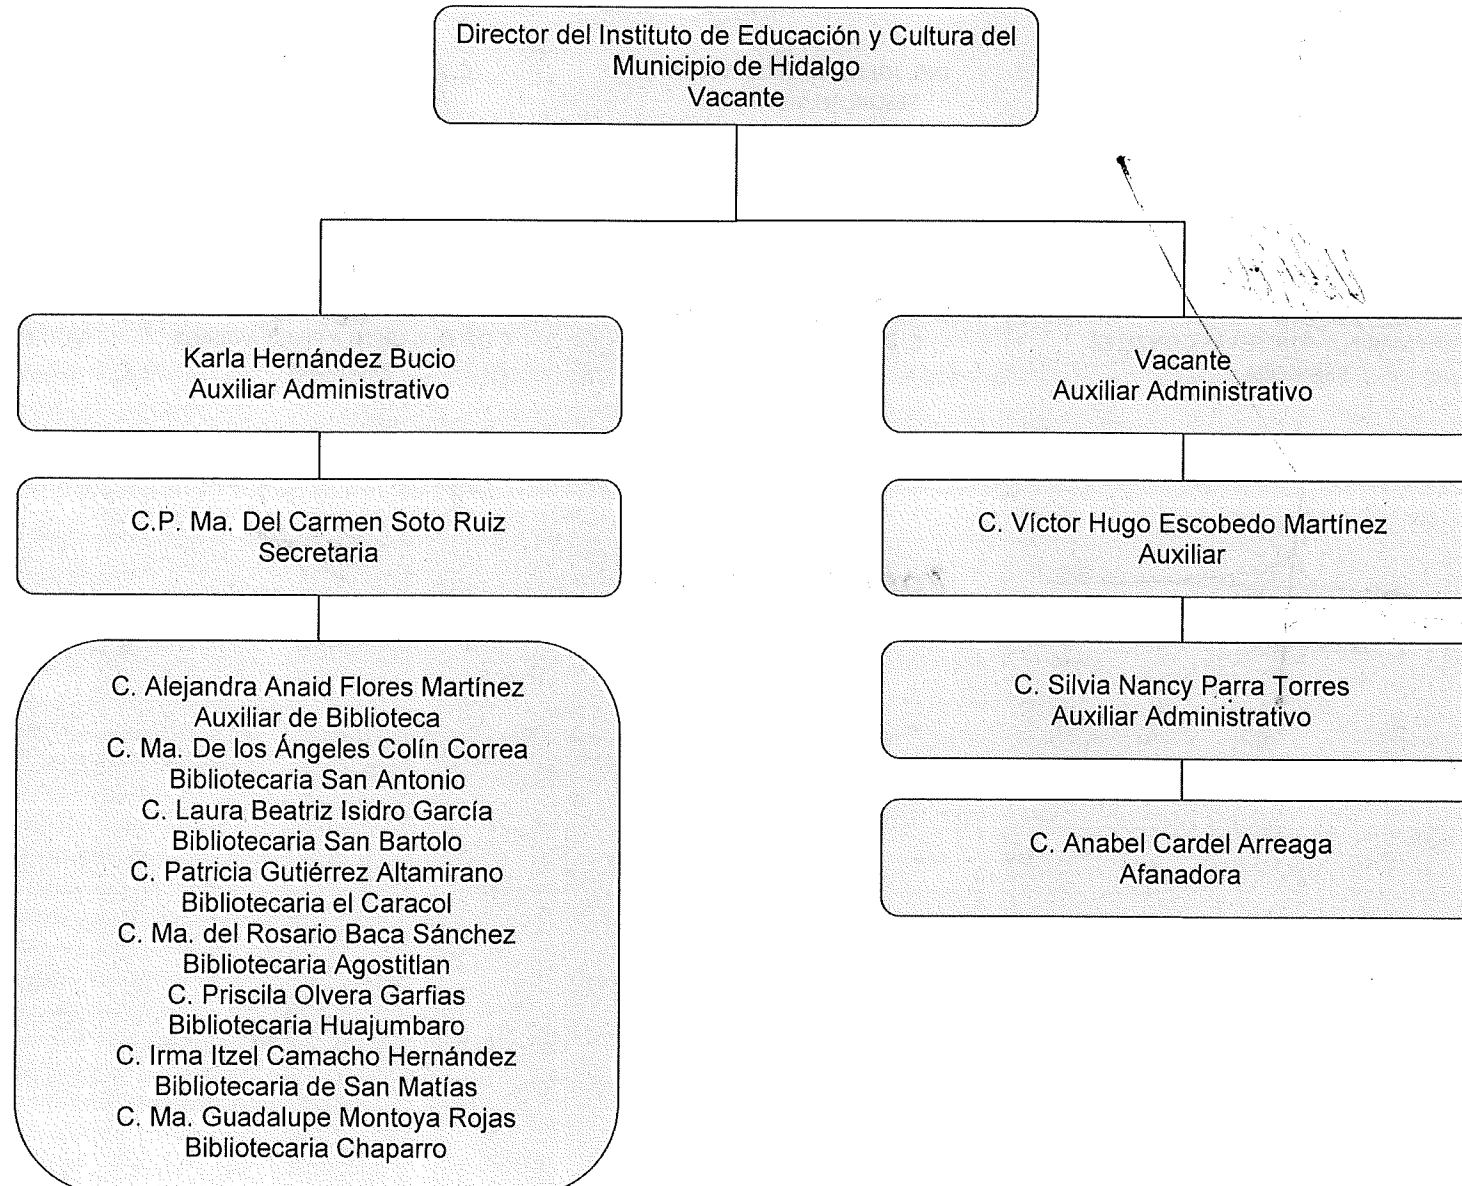 Director del Instituto de Educación y Cultura del
Municipio de Hidalgo
Vacante
Karla Hernández Bucio
Auxiliar Administrativo
Vacante
Auxiliar Administrativo
C.P. Ma. Del Carmen Soto Ruiz
Secretaria
C. Víctor Hugo Escobedo Martínez
Auxiliar
C. Alejandra Anaid Flores Martínez
Auxiliar de Biblioteca
C. Ma. De los Ángeles Colín Correa
Bibliotecaria San Antonio
C. Laura Beatriz Isidro García
Bibliotecaria San Bartolo
C. Patricia Gutiérrez Altamirano
Bibliotecaria el Caracol
C. Ma. del Rosario Baca Sánchez
Bibliotecaria Agostitlan
C. Priscila Olvera Garfias
Bibliotecaria Huajumbaro
C. Irma Itzel Camacho Hernández
Bibliotecaria de San Matías
C. Ma. Guadalupe Montoya Rojas
Bibliotecaria Chaparro
C. Silvia Nancy Parra Torres
Auxiliar Administrativo
C. Anabel Cardel Arreaga
Afanadora